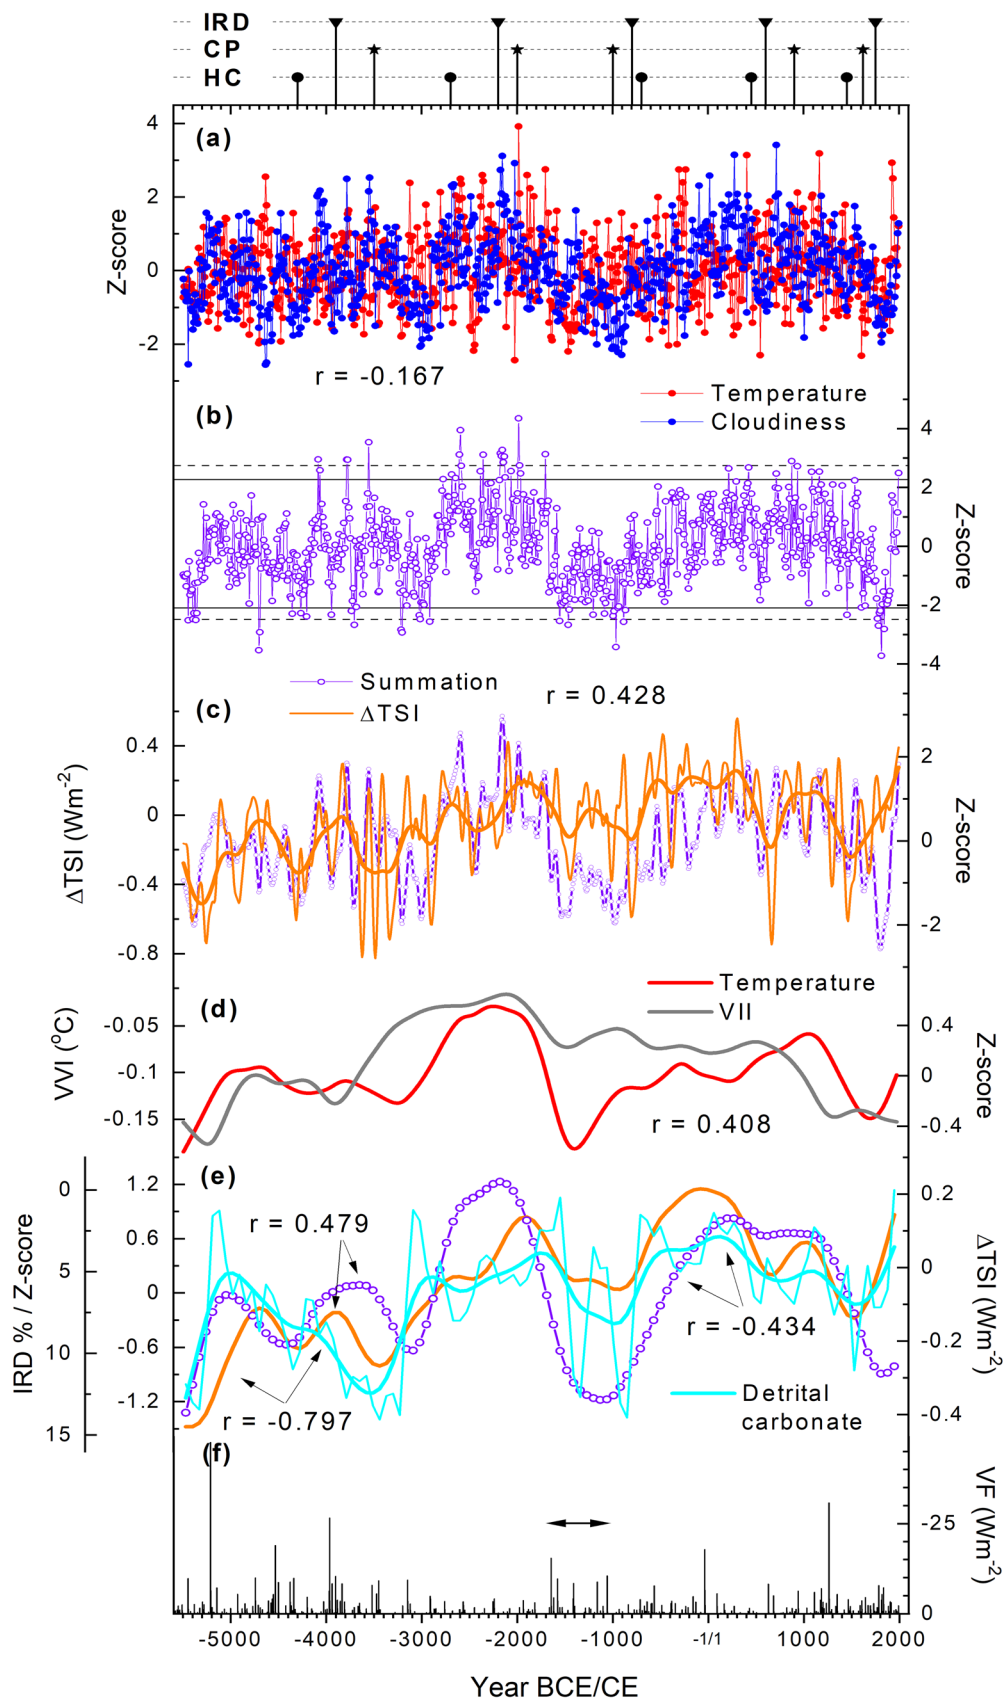 IRD
CP
HC
(a)
4
2
0
-2
Z-score
r = -0.167
Temperature
Cloudiness
(b)
4
2
0
-2
-4
Z-score
Summation
ΔTSI
r = 0.428
(c)
0.4
0
-0.4
-0.8
ΔTSI (Wm⁻²)
2
0
-2
Z-score
Temperature
VII
(d)
-0.05
-0.1
-0.15
VVI (°C)
0.4
0
-0.4
Z-score
r = 0.408
(e)
0
5
10
15
IRD % / Z-score
1.2
0.6
0
-0.6
-1.2
r = 0.479
r = -0.434
r = -0.797
0.2
0
-0.2
-0.4
ΔTSI (Wm⁻²)
Detrital
carbonate
(f)
-25
0
VF (Wm⁻²)
-5000 -4000 -3000 -2000 -1000 -1/1 1000 2000
Year BCE/CE